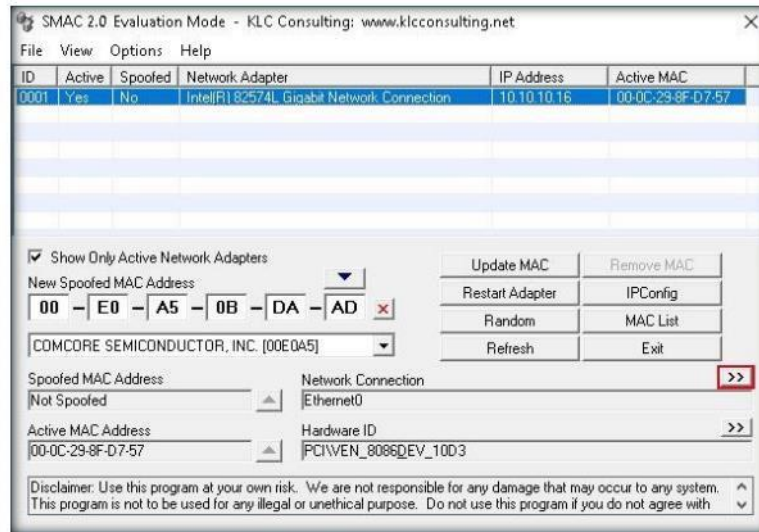 SMAC 2.0 Evaluation Mode - KLC Consulting: www.klcconsulting.net
File View Options Help
ID Active Spoofed Network Adapter IP Address Active MAC
0001 Yes No Intel(R) 82574L Gigabit Network Connection 10.10.10.16 00-0C-29-8F-D7-57
Show Only Active Network Adapters
New Spoofed MAC Address
00 - E0 - A5 - 0B - DA - AD
COMCORE SEMICONDUCTOR, INC. [00E0A5]
Update MAC Remove MAC
Restart Adapter IPConfig
Random MAC List
Refresh Exit
Spoofed MAC Address
Not Spoofed
Network Connection >>
Ethernet0
Active MAC Address
00-0C-29-8F-D7-57
Hardware ID >>
PCI\VEN_8086DEV_10D3
Disclaimer: Use this program at your own risk. We are not responsible for any damage that may occur to any system.
This program is not to be used for any illegal or unethical purpose. Do not use this program if you do not agree with